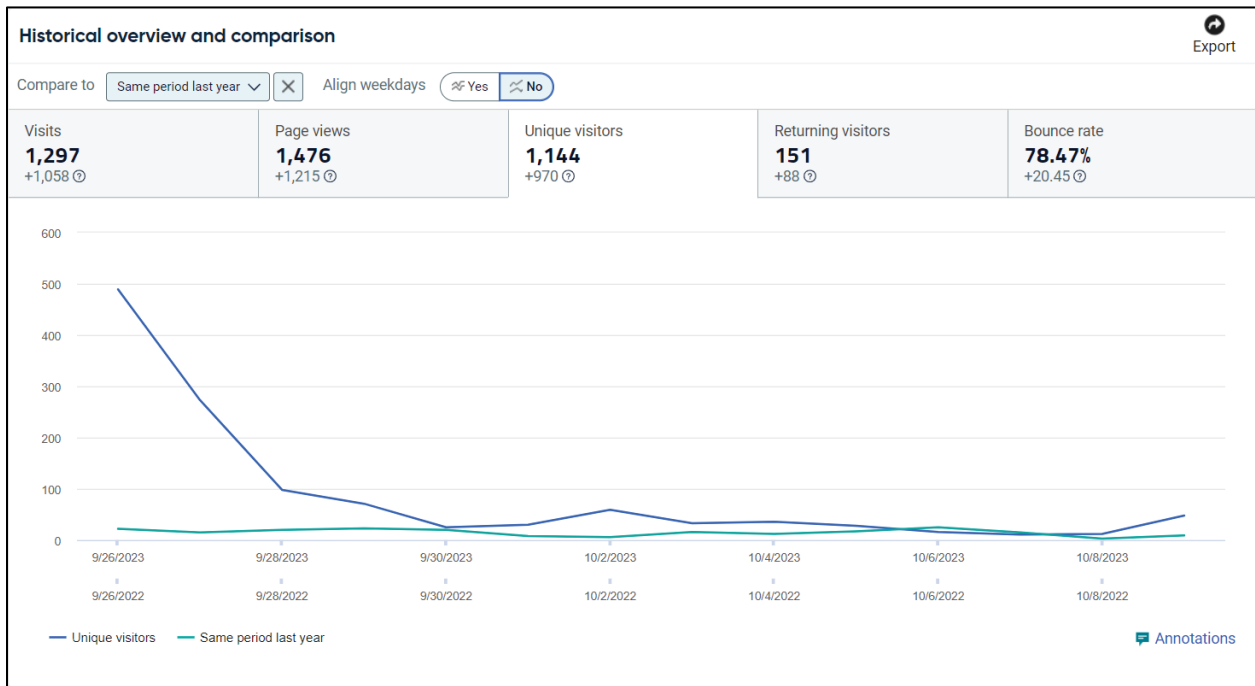 Historical overview and comparison
Export
Compare to Same period last year Align weekdays Yes No
Visits Page views Unique visitors Returning visitors Bounce rate
1,297 1,476 1,144 151 78.47%
+1,058 +1,215 +970 +88 +20.45
600
500
400
300
200
100
0
9/26/2023 9/28/2023 9/30/2023 10/2/2023 10/4/2023 10/6/2023 10/8/2023
9/26/2022 9/28/2022 9/30/2022 10/2/2022 10/4/2022 10/6/2022 10/8/2022
Unique visitors Same period last year Annotations